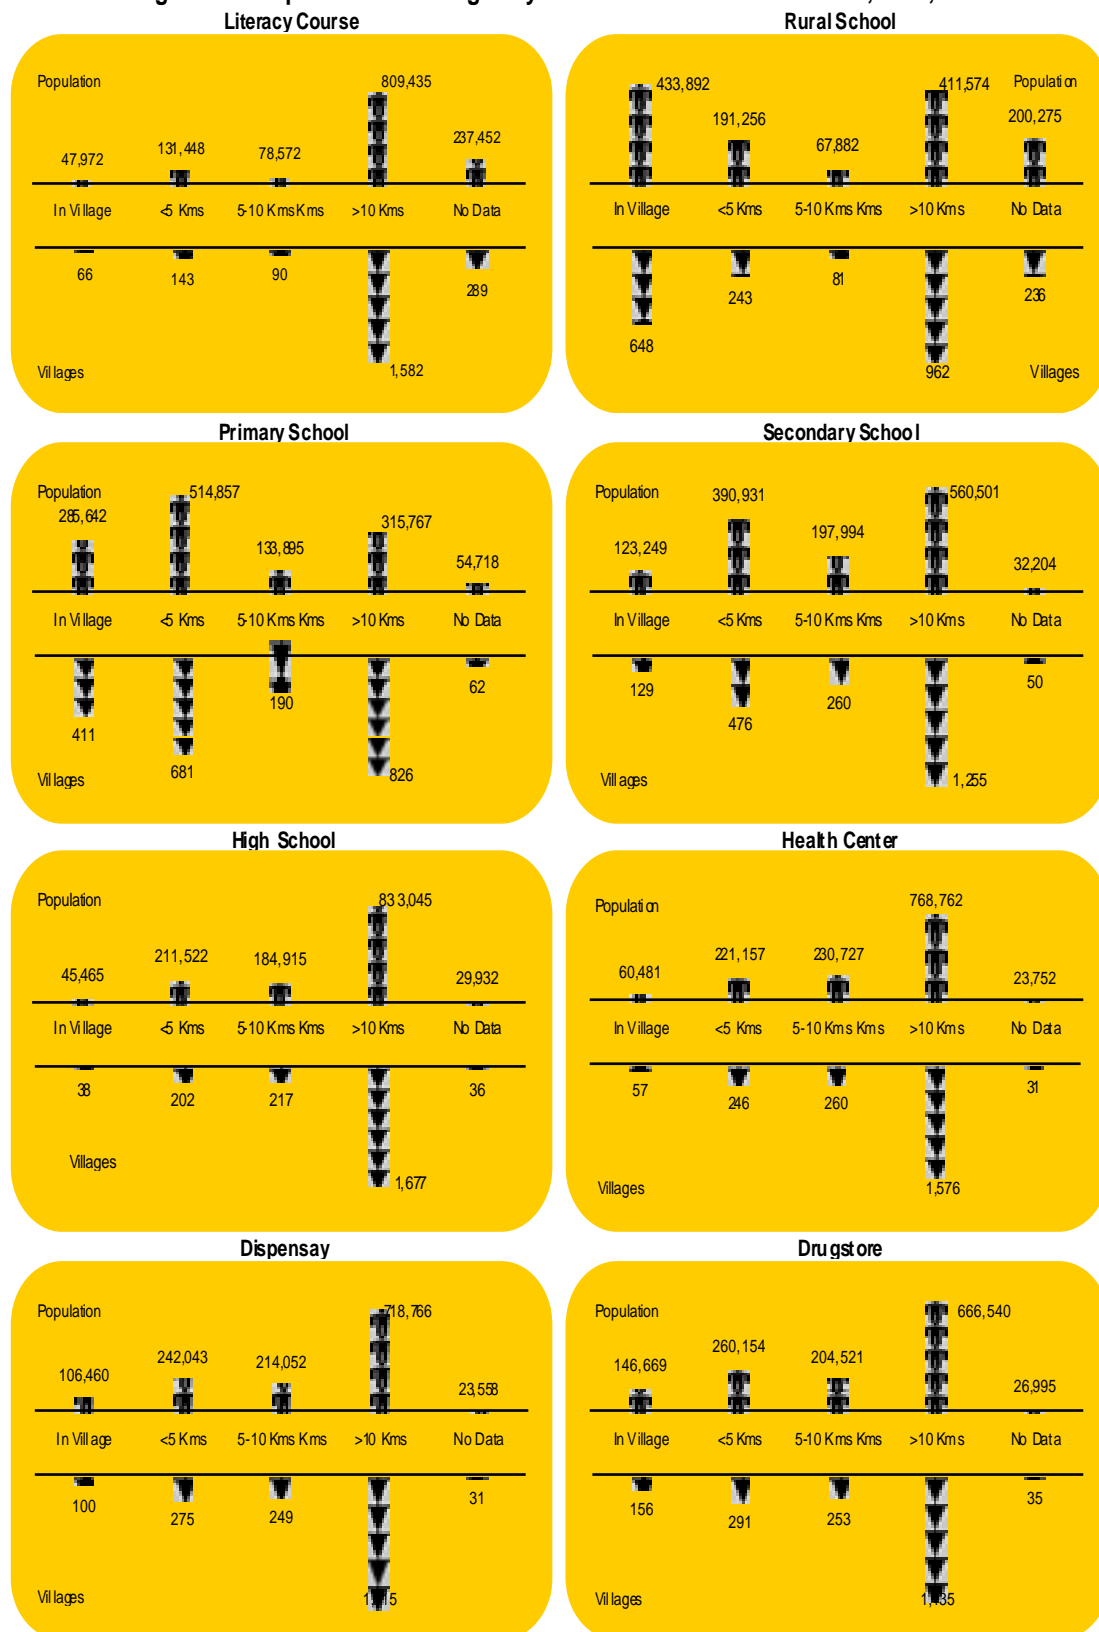 Literacy Course
Population
47,972
131,448
78,572
809,435
237,452
In Village <5 Kms 5-10 Kms Kms >10 Kms No Data
66
143
90
1,582
289
Villages
Rural School
Population
433,892
191,256
67,882
411,574
200,275
In Village <5 Kms 5-10 Kms Kms >10 Kms No Data
648
243
81
962
236
Villages
Primary School
Population
285,642
514,857
133,895
315,767
54,718
In Village <5 Kms 5-10 Kms Kms >10 Kms No Data
411
681
190
826
62
Villages
Secondary School
Population
123,249
390,931
197,994
560,501
32,204
In Village <5 Kms 5-10 Kms Kms >10 Kms No Data
129
476
260
1,255
50
Villages
High School
Population
45,465
211,522
184,915
833,045
29,932
In Village <5 Kms 5-10 Kms Kms >10 Kms No Data
38
202
217
1,677
36
Villages
Health Center
Population
60,481
221,157
230,727
768,762
23,752
In Village <5 Kms 5-10 Kms Kms >10 Kms No Data
57
246
260
1,576
31
Villages
Dispensay
Population
106,460
242,043
214,052
718,766
23,558
In Village <5 Kms 5-10 Kms Kms >10 Kms No Data
100
275
249
31
Villages
Drugstore
Population
146,669
260,154
204,521
666,540
26,995
In Village <5 Kms 5-10 Kms Kms >10 Kms No Data
156
291
253
35
Villages